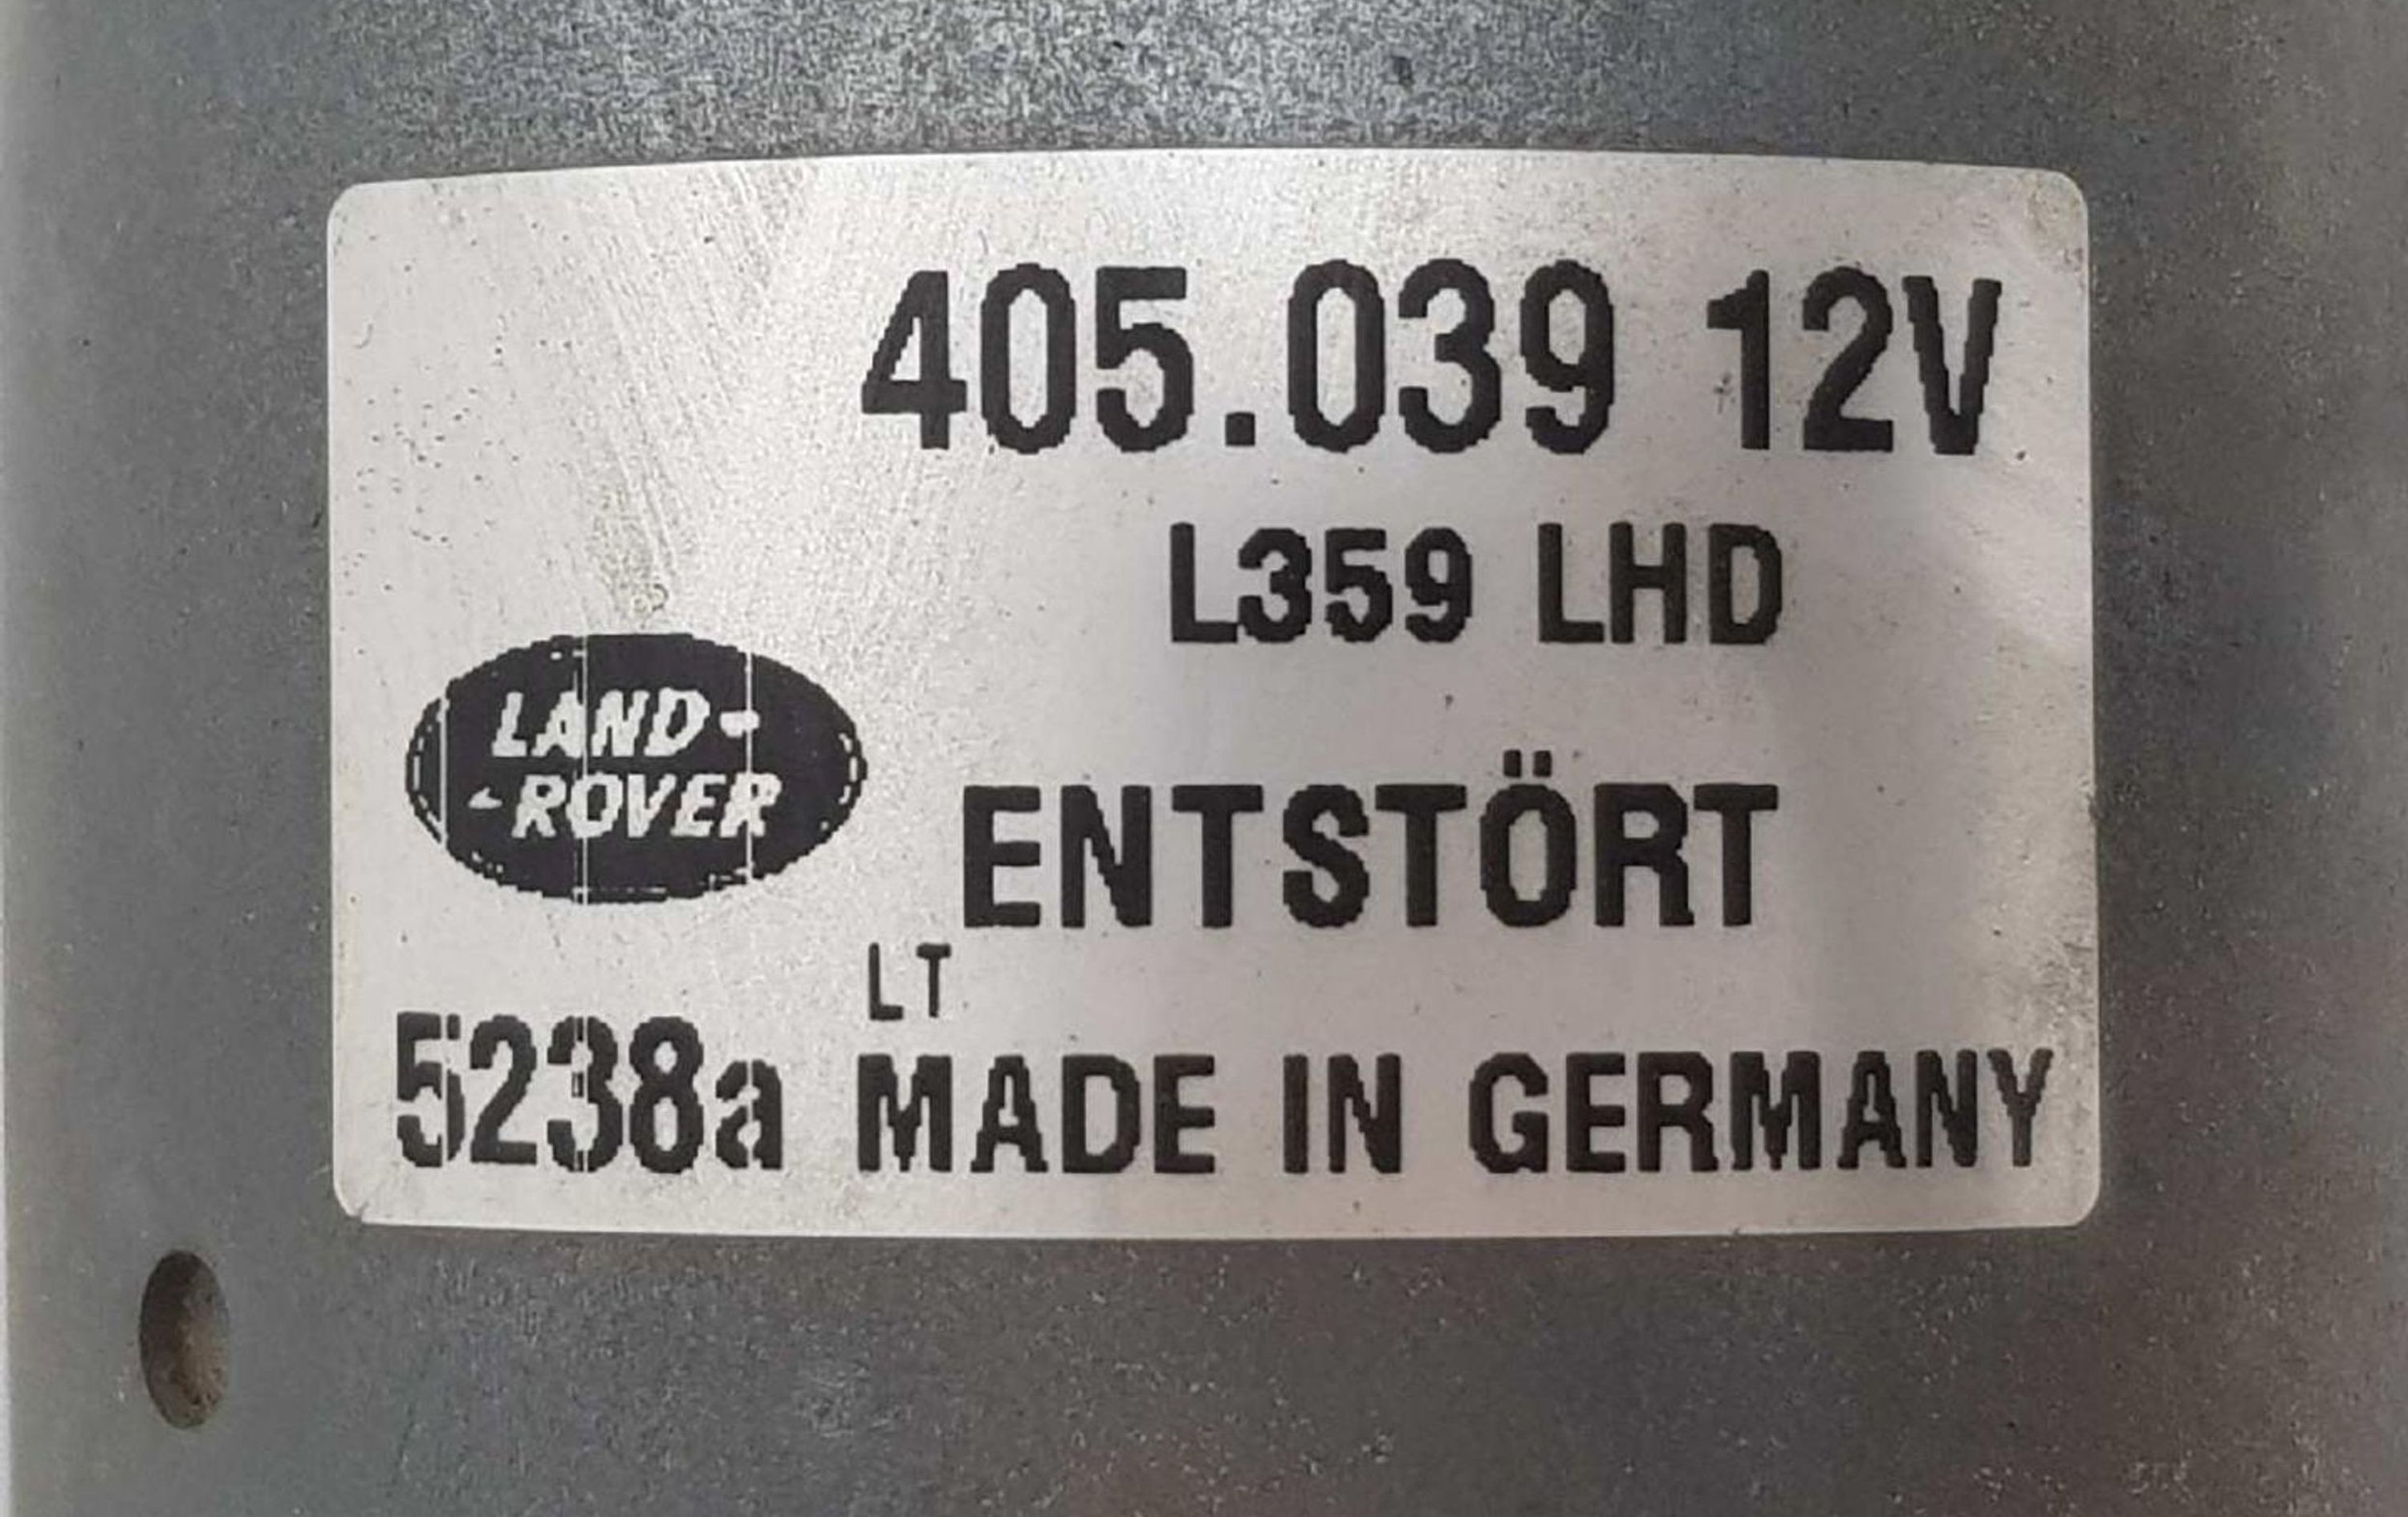 405.039 12V
L359 LHD
LAND-
-ROVER
ENTSTÖRT
LT
5238a MADE IN GERMANY